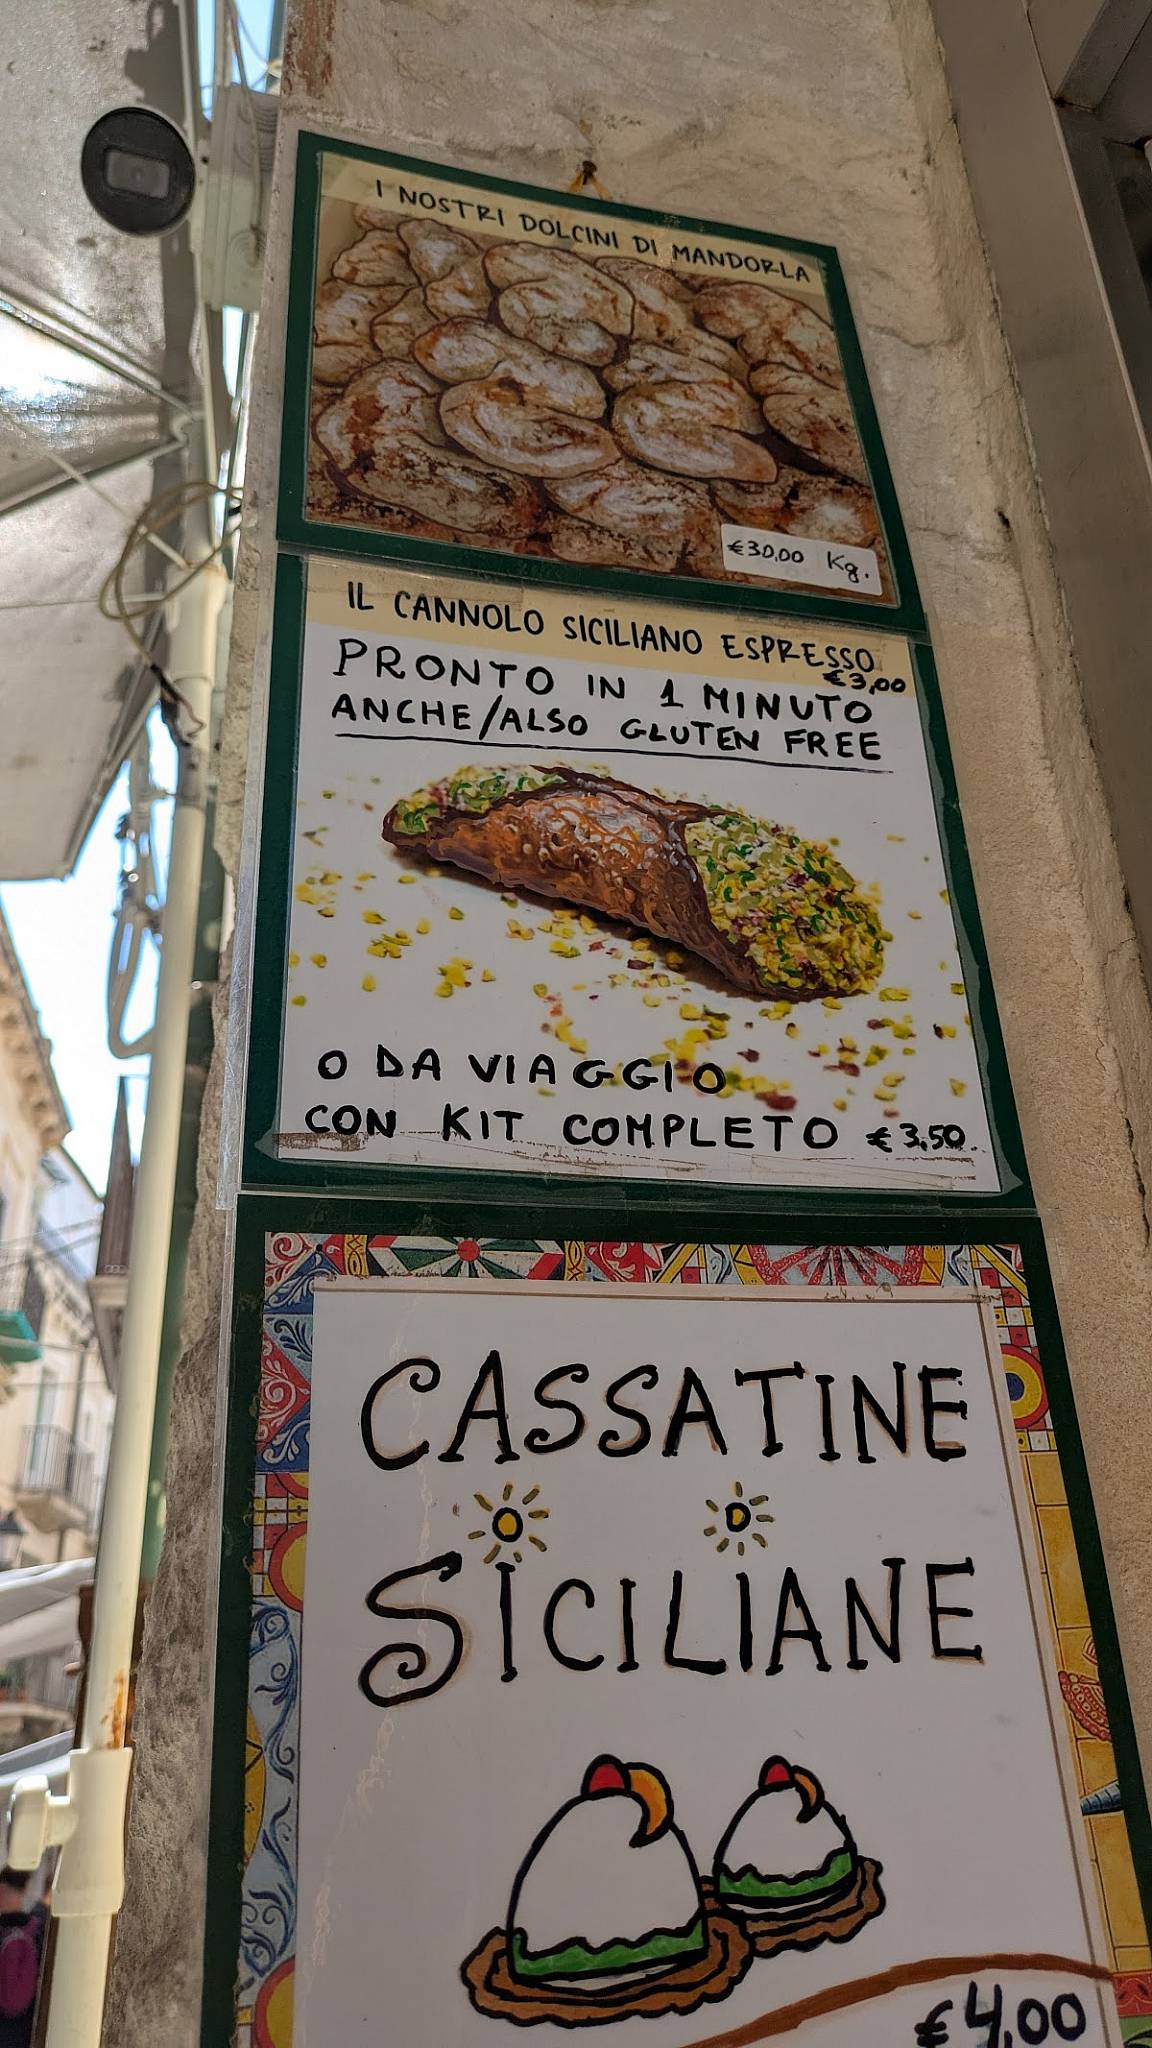 I NOSTRI DOLCINI DI MANDORLA
€30,00 Kg.
IL CANNOLO SICILIANO ESPRESSO
€3,00
PRONTO IN 1 MINUTO
ANCHE/ALSO GLUTEN FREE
O DA VIAGGIO
CON KIT COMPLETO €3,50.
CASSATINE
SICILIANE
€4,00